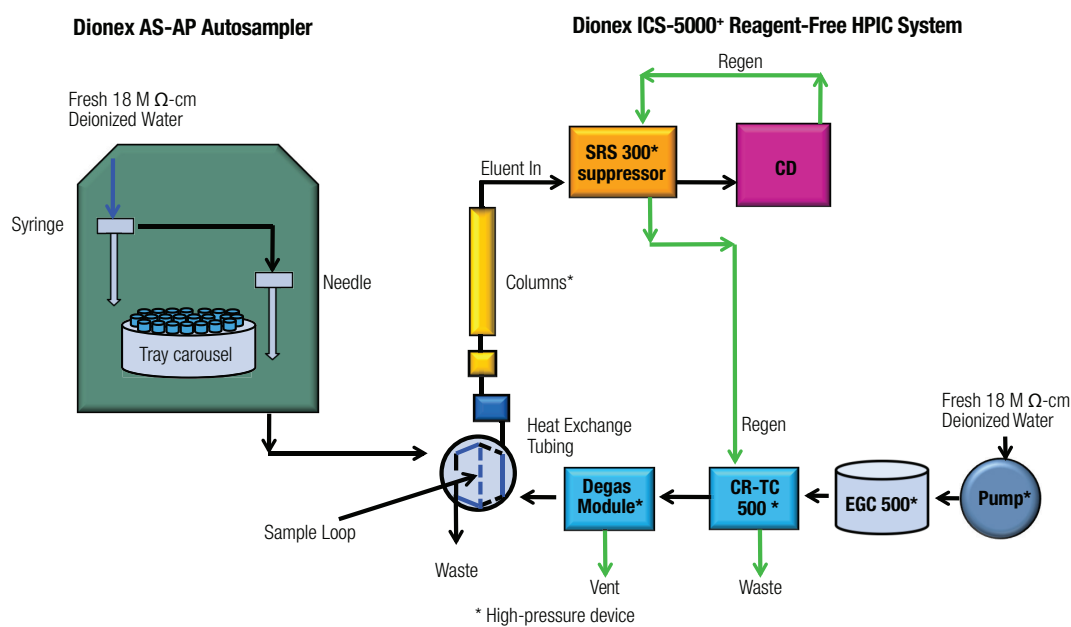 Dionex AS-AP Autosampler
Dionex ICS-5000+ Reagent-Free HPIC System
Regen
Fresh 18 M Ω-cm
Deionized Water
SRS 300*
suppressor
CD
Eluent In
Syringe
Needle
Columns*
Tray carousel
Fresh 18 M Ω-cm
Deionized Water
Heat Exchange
Tubing
Regen
Degas
Module*
CR-TC
500 *
EGC 500*
Pump*
Sample Loop
Waste
Vent
Waste
* High-pressure device